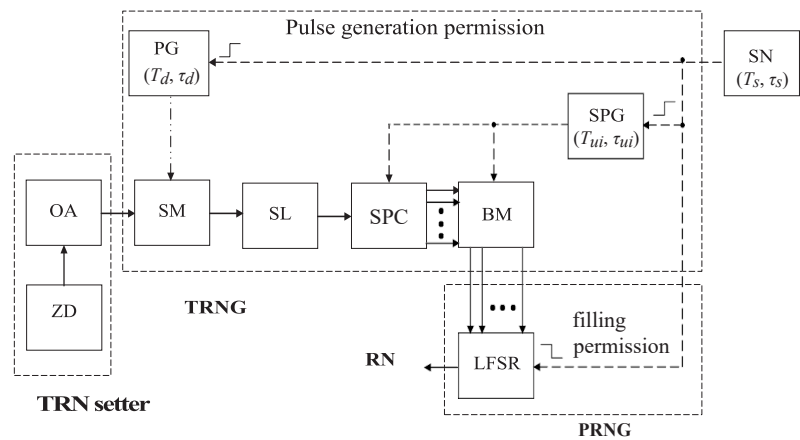 Pulse generation permission
PG
(Td, τd)
SN
(Ts, τs)
SPG
(Tui, τui)
OA
SM
SL
SPC
BM
ZD
TRNG
filling
permission
RN
LFSR
TRN setter
PRNG